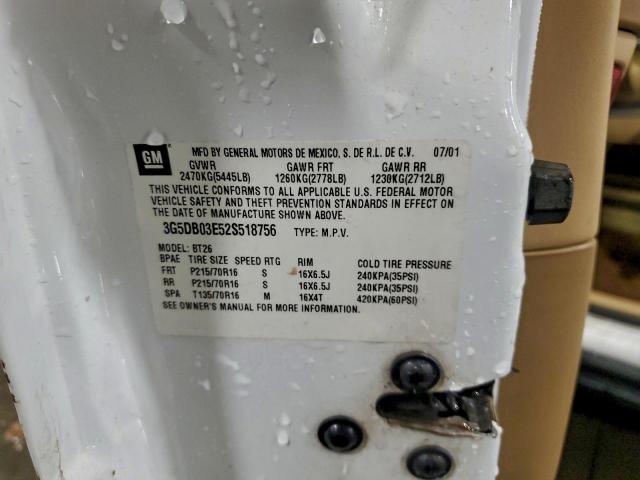 GM
MFD BY GENERAL MOTORS DE MEXICO, S. DE R.L. DE C.V. 07/01
GVWR GAWR FRT GAWR RR
2470KG(5445LB) 1260KG(2778LB) 1230KG(2712LB)
THIS VEHICLE CONFORMS TO ALL APPLICABLE U.S. FEDERAL MOTOR
VEHICLE SAFETY AND THEFT PREVENTION STANDARDS IN EFFECT ON
THE DATE OF MANUFACTURE SHOWN ABOVE.
3G5DB03E52S518756 TYPE: M.P.V.
MODEL: BT26
BPAE TIRE SIZE SPEED RTG RIM COLD TIRE PRESSURE
FRT P215/70R16 S 16X6.5J 240KPA(35PSI)
RR P215/70R16 S 16X6.5J 240KPA(35PSI)
SPA T135/70R16 M 16X4T 420KPA(60PSI)
SEE OWNER'S MANUAL FOR MORE INFORMATION.